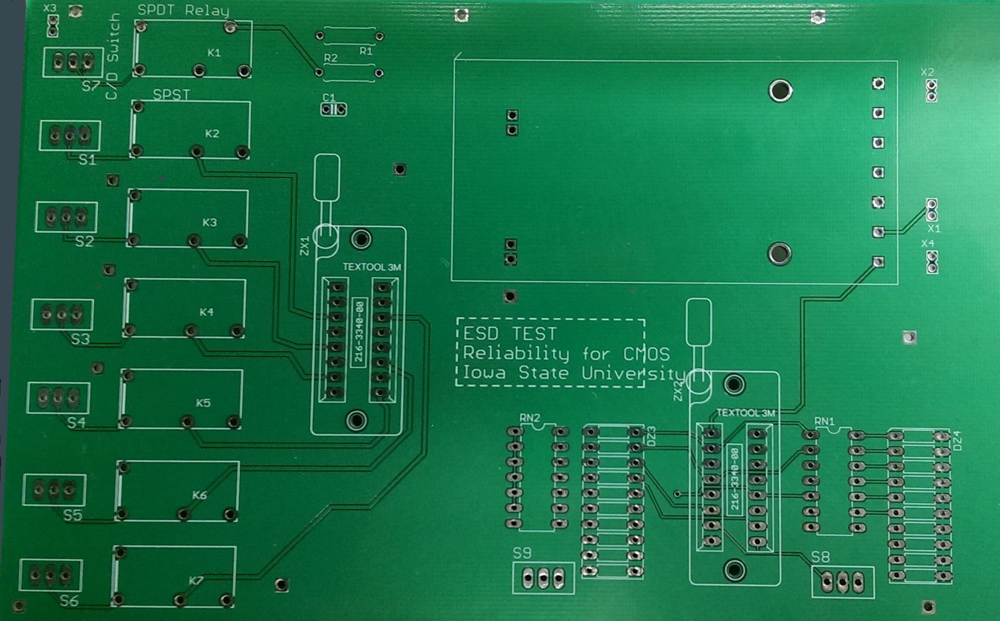 X3
SPDT Relay
C/D Switch
K1
S7
R1
R2
SPST
C1
K2
S1
X2
K3
S2
ZX1
TEXTOOL 3M
216-3340-00
X1
X4
K4
S3
ESD TEST
Reliability for CMOS
Iowa State University
K5
S4
ZX2
TEXTOOL 3M
216-3340-00
RN2
DZ3
RN1
DZ4
K6
S5
S9
S8
K7
S6